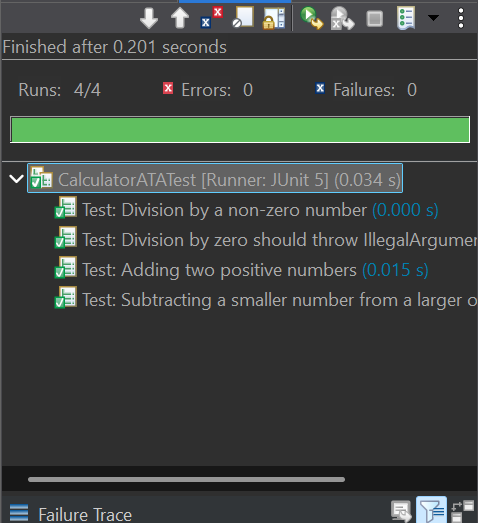 Finished after 0.201 seconds
Runs: 4/4 Errors: 0 Failures: 0
CalculatorATATest [Runner: JUnit 5] (0.034 s)
Test: Division by a non-zero number (0.000 s)
Test: Division by zero should throw IllegalArgumen
Test: Adding two positive numbers (0.015 s)
Test: Subtracting a smaller number from a larger o
Failure Trace